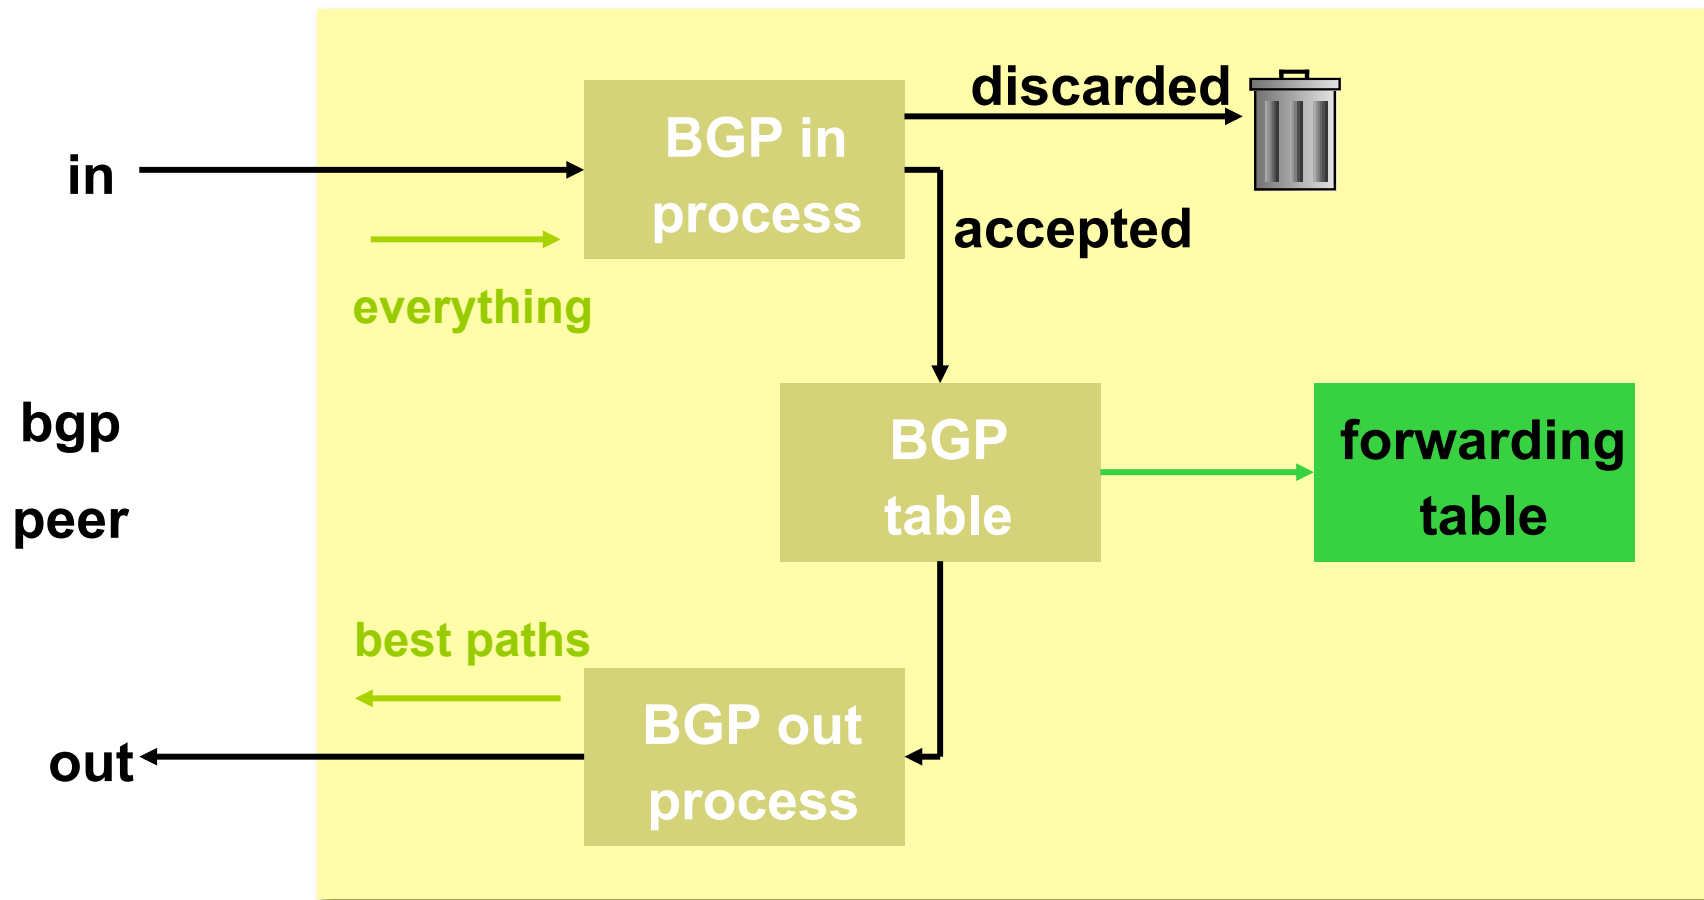 discarded
BGP in
process
in
accepted
everything
bgp
peer
BGP
table
forwarding
table
best paths
BGP out
process
out